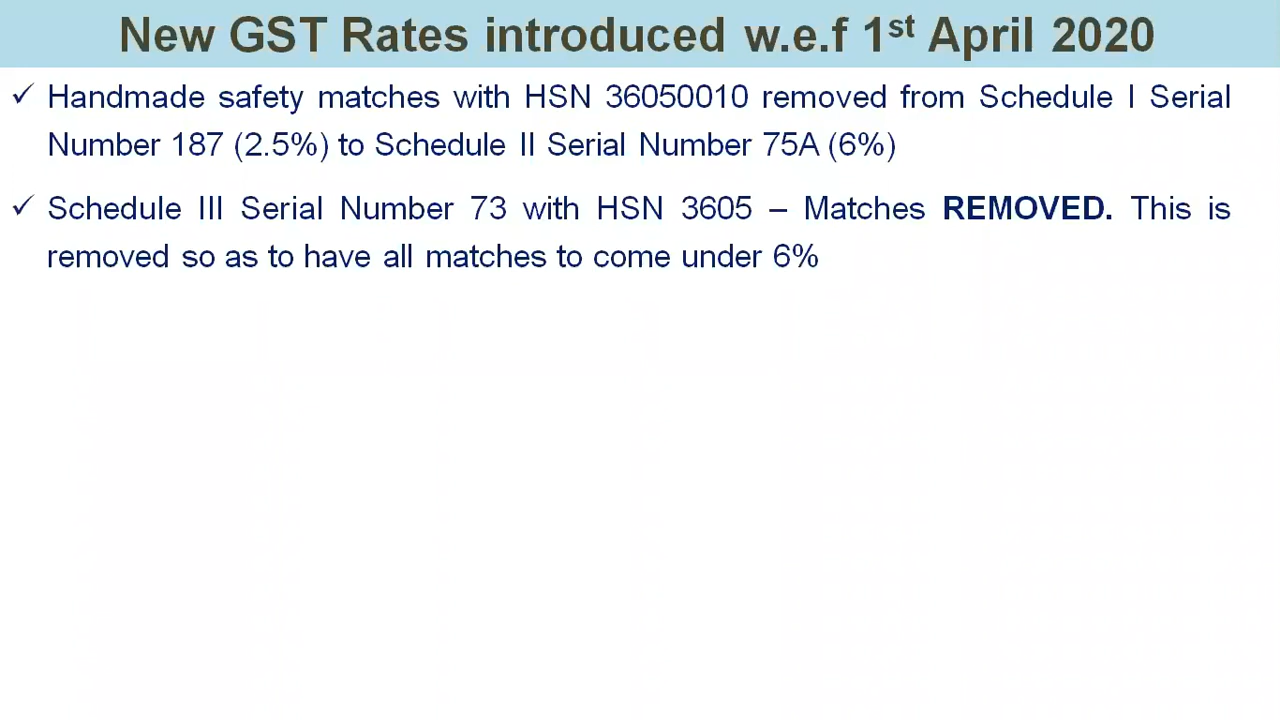 New GST Rates introduced w.e.f 1st April 2020
✓ Handmade safety matches with HSN 36050010 removed from Schedule I Serial
Number 187 (2.5%) to Schedule II Serial Number 75A (6%)
✓ Schedule III Serial Number 73 with HSN 3605 – Matches REMOVED. This is
removed so as to have all matches to come under 6%